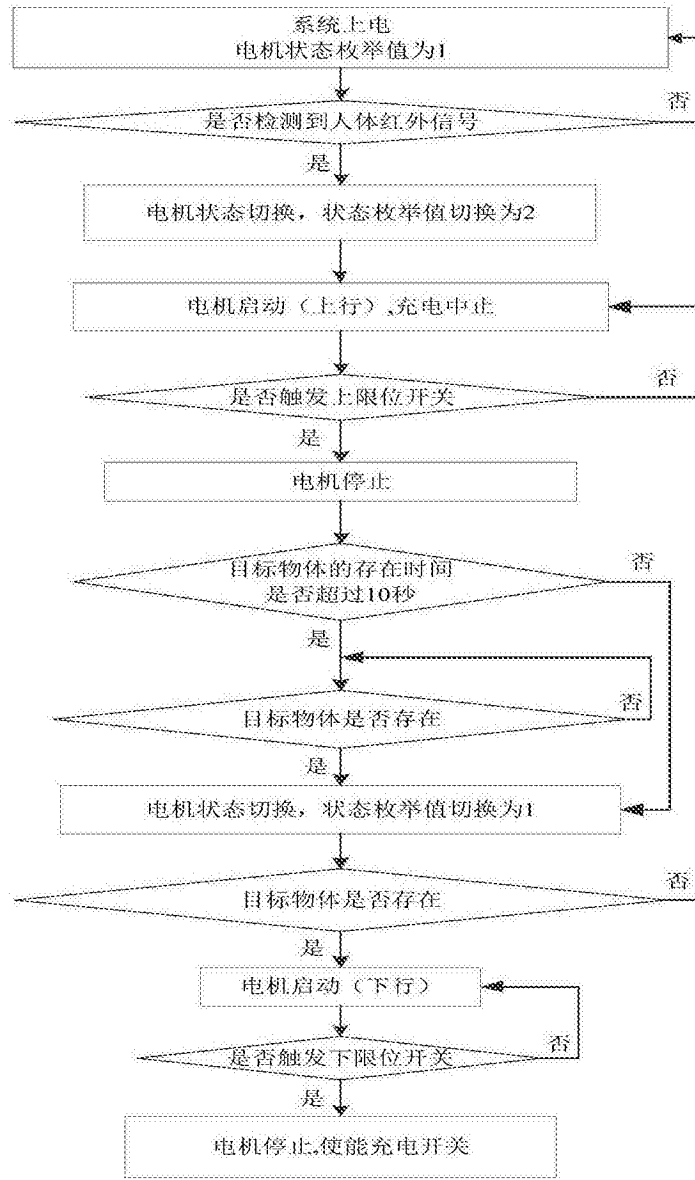 系统上电
电机状态枚举值为1
否
是否检测到人体红外信号
是
电机状态切换，状态枚举值切换为2
电机启动（上行）,充电中止
否
是否触发上限位开关
是
电机停止
否
目标物体的存在时间
是否超过10秒
是
否
目标物体是否存在
是
电机状态切换，状态枚举值切换为1
否
目标物体是否存在
是
电机启动（下行）
否
是否触发下限位开关
是
电机停止,使能充电开关